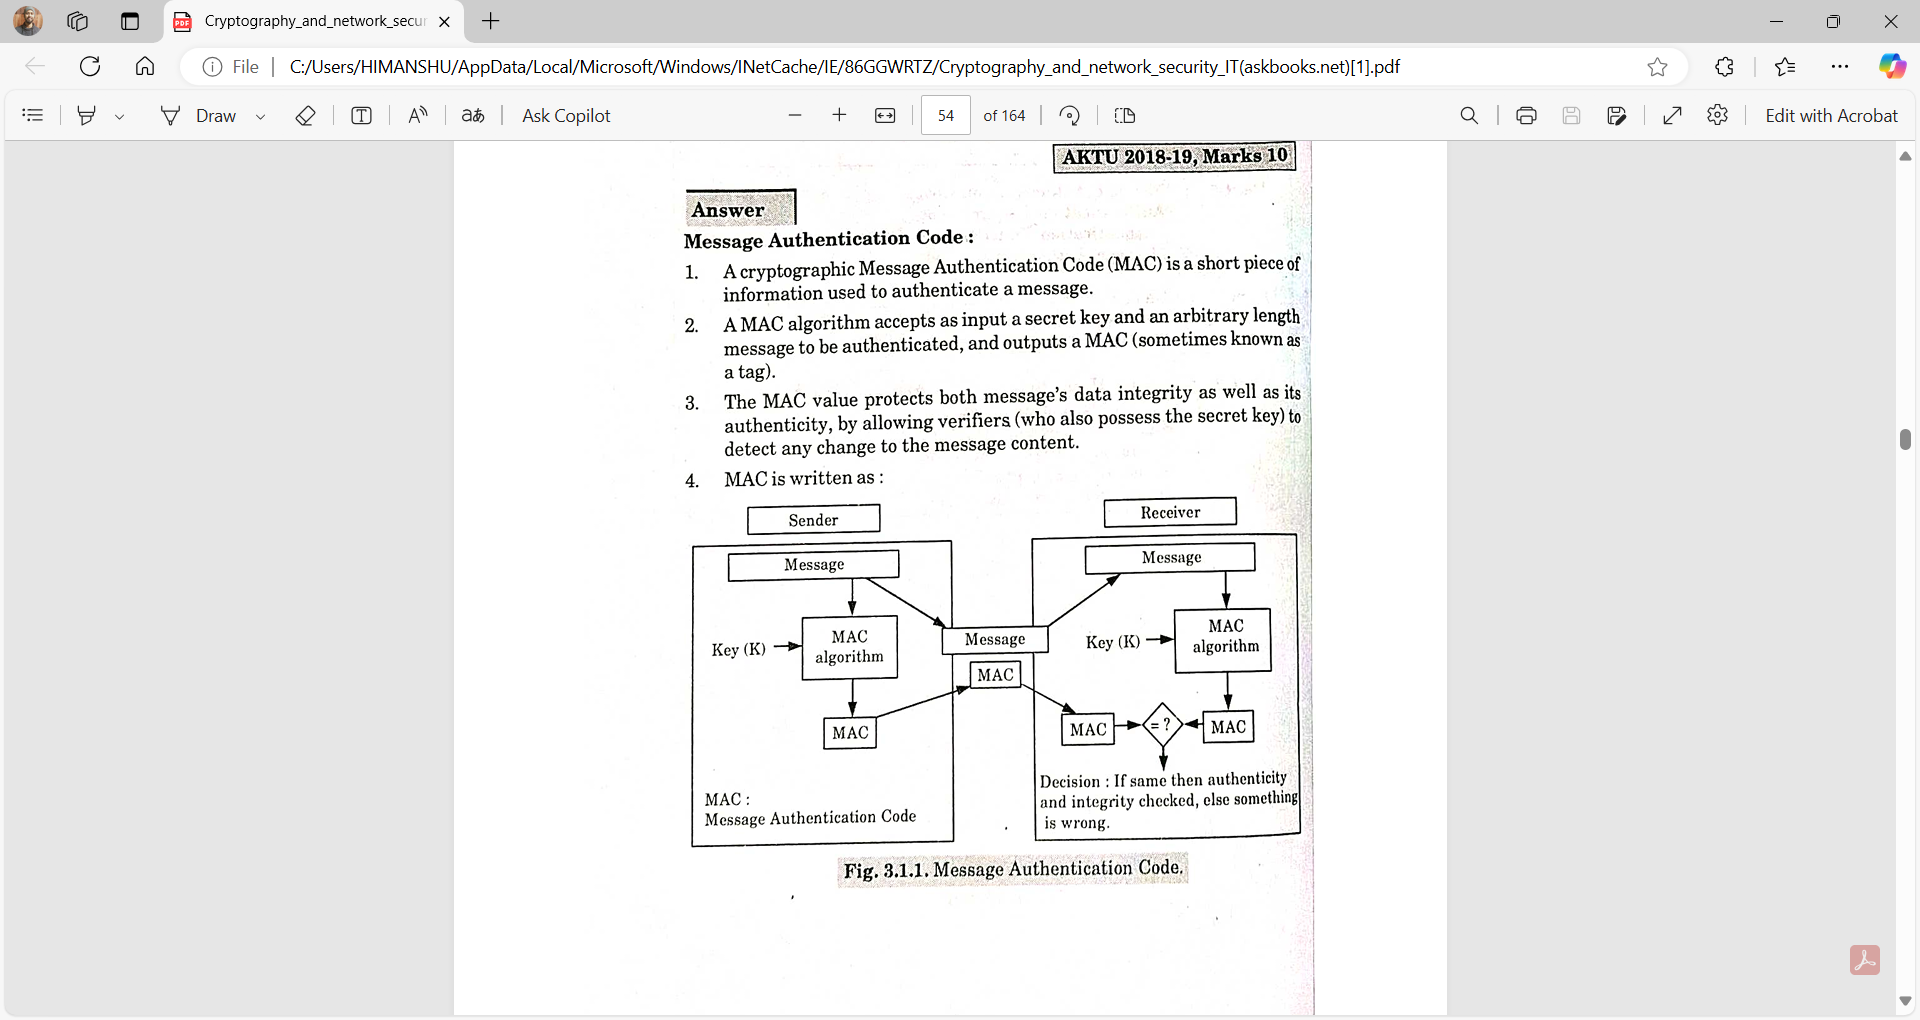 Cryptography_and_network_secur
File
C:/Users/HIMANSHU/AppData/Local/Microsoft/Windows/INetCache/IE/86GGWRTZ/Cryptography_and_network_security_IT(askbooks.net)[1].pdf
Draw
Ask Copilot
54 of 164
Edit with Acrobat
AKTU 2018-19, Marks 10
Answer
Message Authentication Code :
1. A cryptographic Message Authentication Code (MAC) is a short piece of
information used to authenticate a message.
2. A MAC algorithm accepts as input a secret key and an arbitrary length
message to be authenticated, and outputs a MAC (sometimes known as
a tag).
3. The MAC value protects both message's data integrity as well as its
authenticity, by allowing verifiers (who also possess the secret key) to
detect any change to the message content.
4. MAC is written as :
Sender
Receiver
Message
Message
MAC
algorithm
Key (K)
Message
Key (K)
MAC
algorithm
MAC
MAC
MAC
= ?
MAC
MAC :
Message Authentication Code
Decision : If same then authenticity
and integrity checked, else something
is wrong.
Fig. 3.1.1. Message Authentication Code.